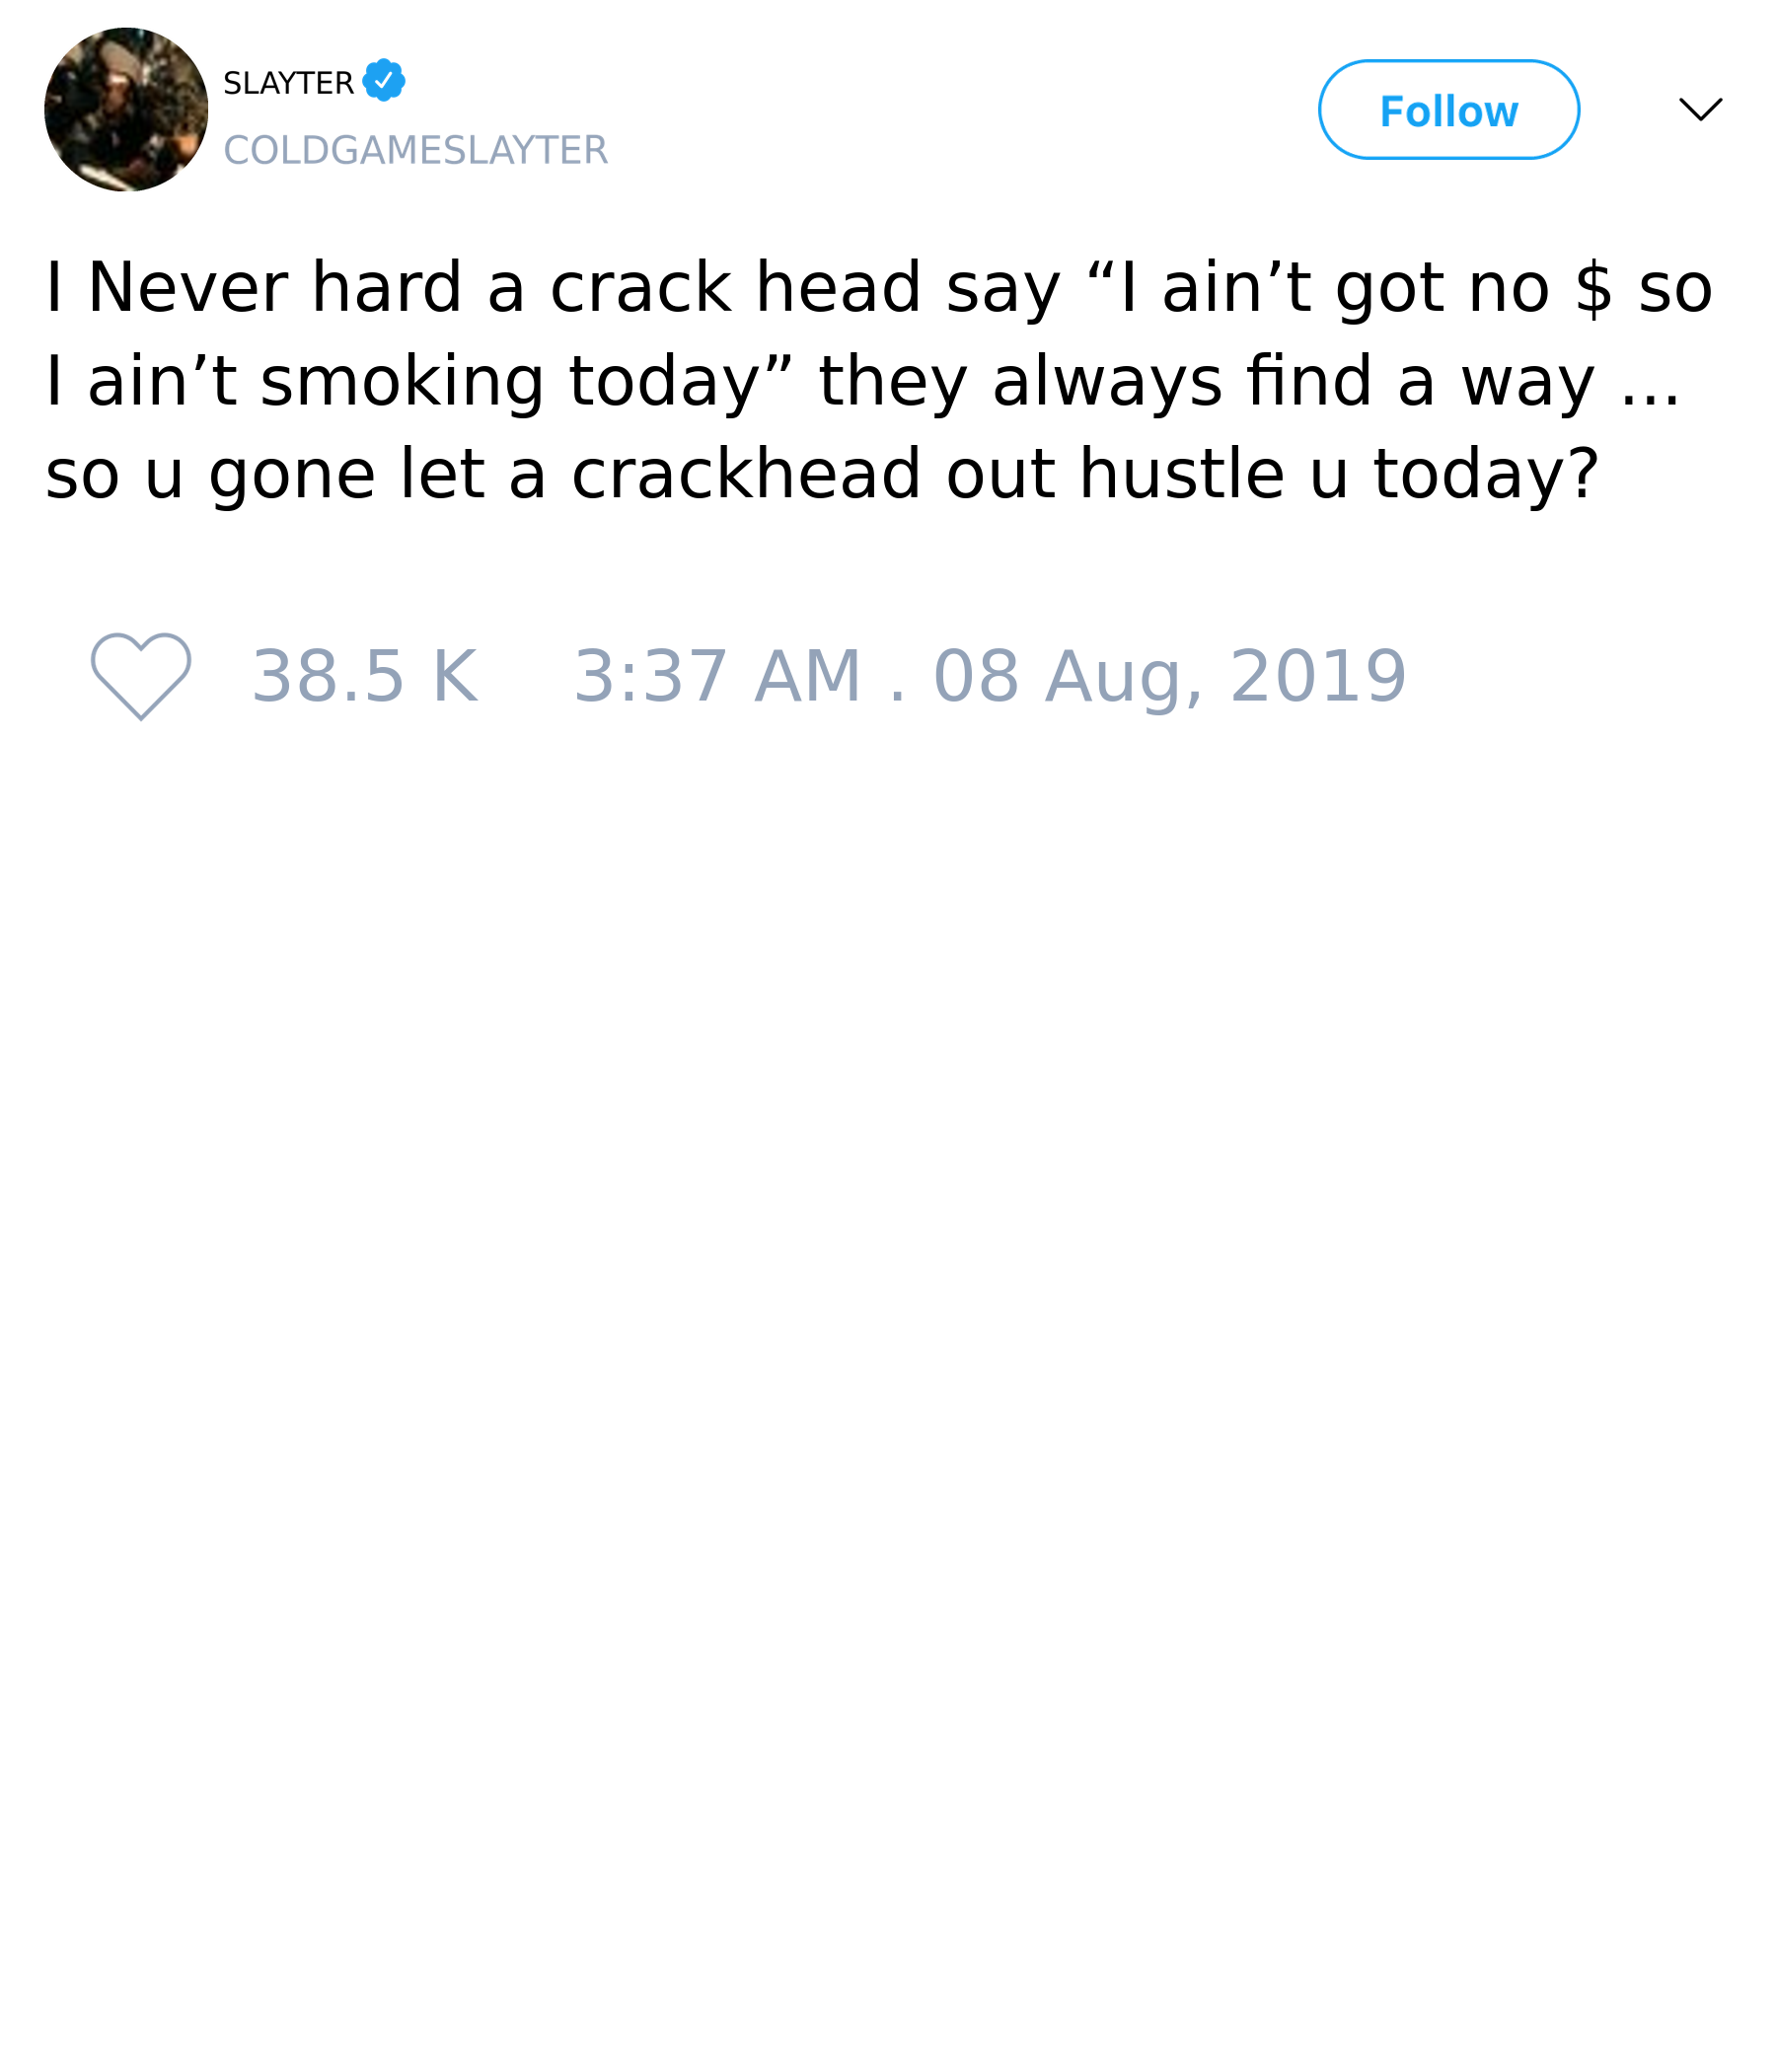 SLAYTER
COLDGAMESLAYTER
Follow
I Never hard a crack head say “I ain’t got no $ so
I ain’t smoking today” they always find a way ...
so u gone let a crackhead out hustle u today?
38.5 K 3:37 AM . 08 Aug, 2019